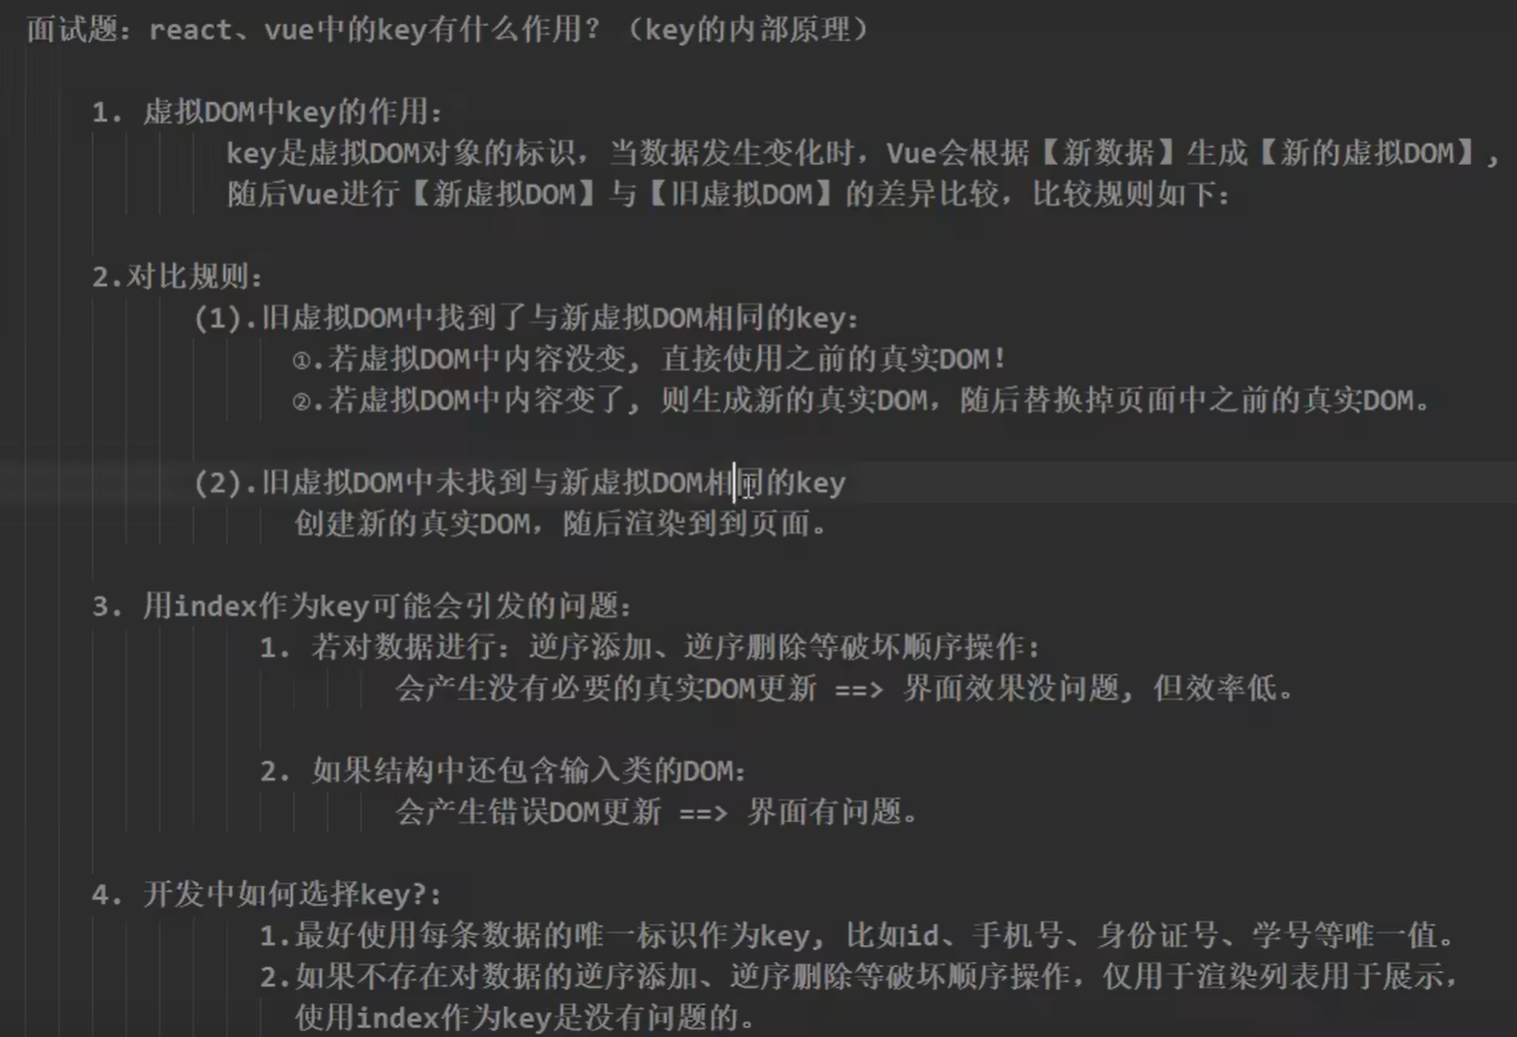 面试题：react、vue中的key有什么作用？（key的内部原理）
1. 虚拟DOM中key的作用：
key是虚拟DOM对象的标识，当数据发生变化时，Vue会根据【新数据】生成【新的虚拟DOM】,
随后Vue进行【新虚拟DOM】与【旧虚拟DOM】的差异比较，比较规则如下：
2.对比规则：
(1).旧虚拟DOM中找到了与新虚拟DOM相同的key：
①.若虚拟DOM中内容没变, 直接使用之前的真实DOM！
②.若虚拟DOM中内容变了, 则生成新的真实DOM，随后替换掉页面中之前的真实DOM。
(2).旧虚拟DOM中未找到与新虚拟DOM相同的key
创建新的真实DOM，随后渲染到到页面。
3. 用index作为key可能会引发的问题：
1. 若对数据进行：逆序添加、逆序删除等破坏顺序操作:
会产生没有必要的真实DOM更新 ==> 界面效果没问题, 但效率低。
2. 如果结构中还包含输入类的DOM：
会产生错误DOM更新 ==> 界面有问题。
4. 开发中如何选择key?:
1.最好使用每条数据的唯一标识作为key, 比如id、手机号、身份证号、学号等唯一值。
2.如果不存在对数据的逆序添加、逆序删除等破坏顺序操作，仅用于渲染列表用于展示，
使用index作为key是没有问题的。